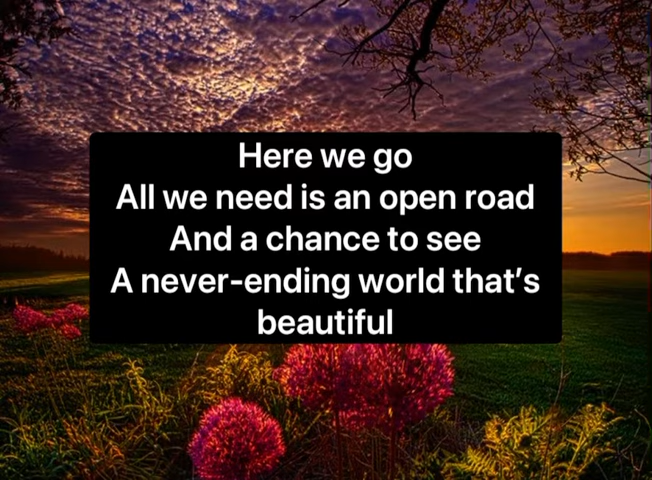 Here we go
All we need is an open road
And a chance to see
A never-ending world that’s
beautiful